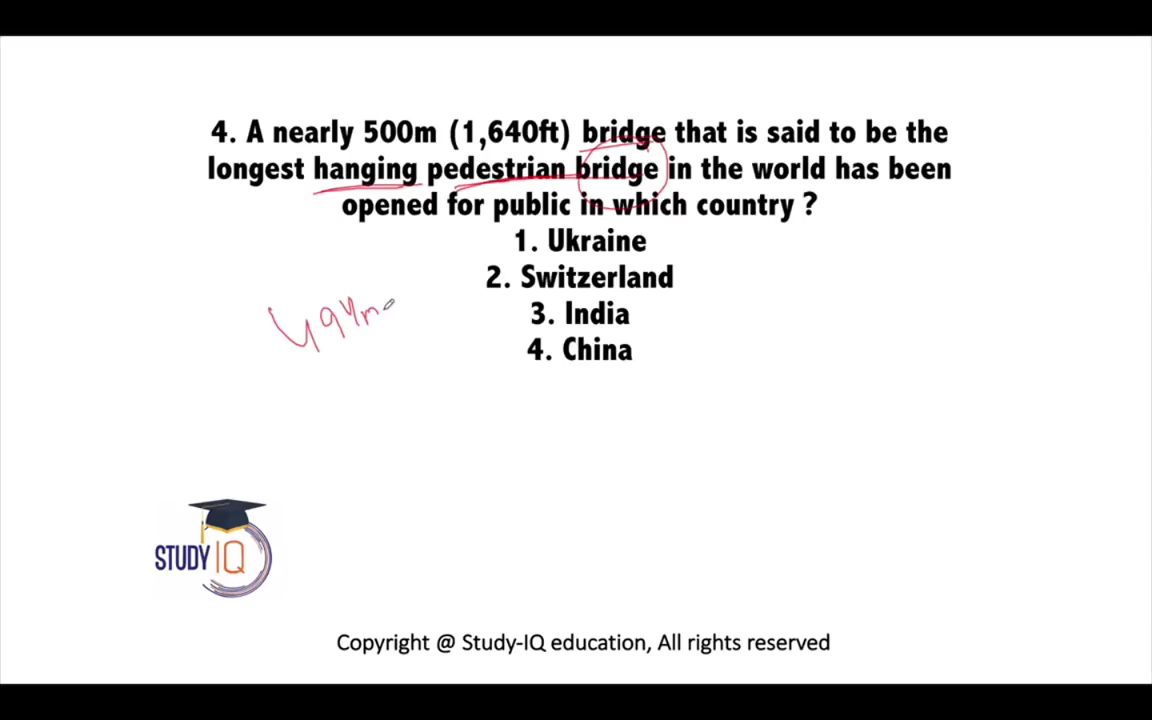 4. A nearly 500m (1,640ft) bridge that is said to be the
longest hanging pedestrian bridge in the world has been
opened for public in which country ?
1. Ukraine
2. Switzerland
3. India
4. China
494m
STUDY IQ
Copyright @ Study-IQ education, All rights reserved